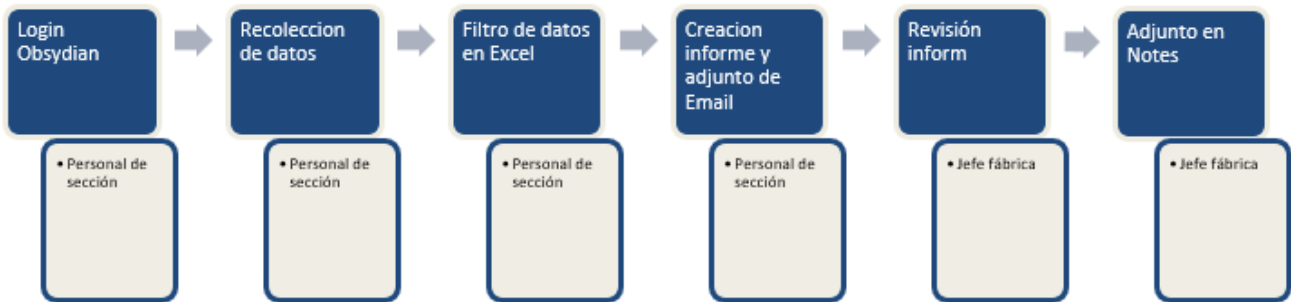 Login
Obsydian
Recoleccion
de datos
Filtro de datos
en Excel
Creacion
informe y
adjunto de
Email
Revisión
inform
Adjunto en
Notes
• Personal de
sección
• Personal de
sección
• Personal de
sección
• Personal de
sección
• Jefe fábrica
• Jefe fábrica